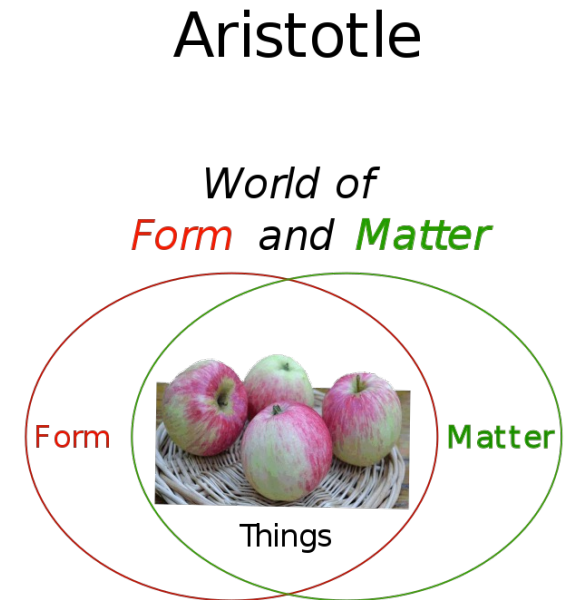 Aristotle
World of
Form and Matter
Form
Matter
Things